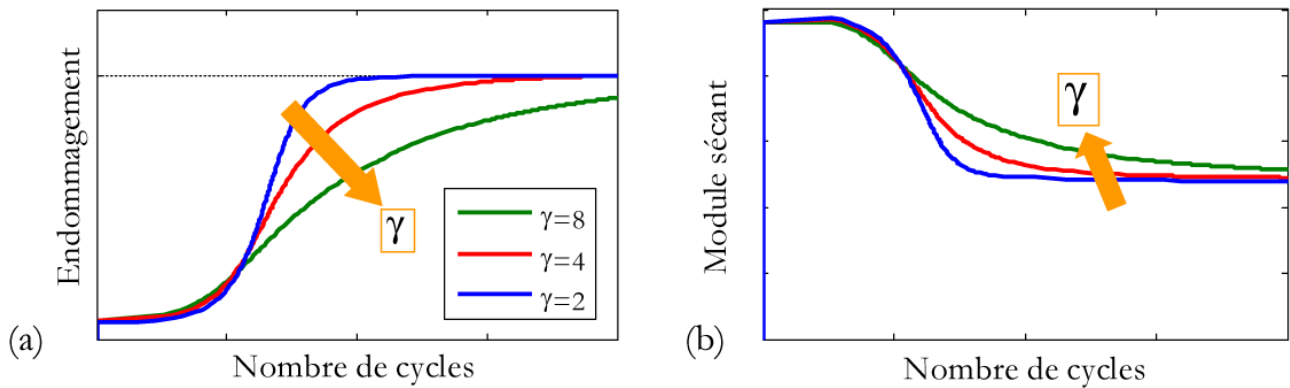 Endommagement
γ
γ=8
γ=4
γ=2
(a)
Nombre de cycles
Module sécant
γ
(b)
Nombre de cycles